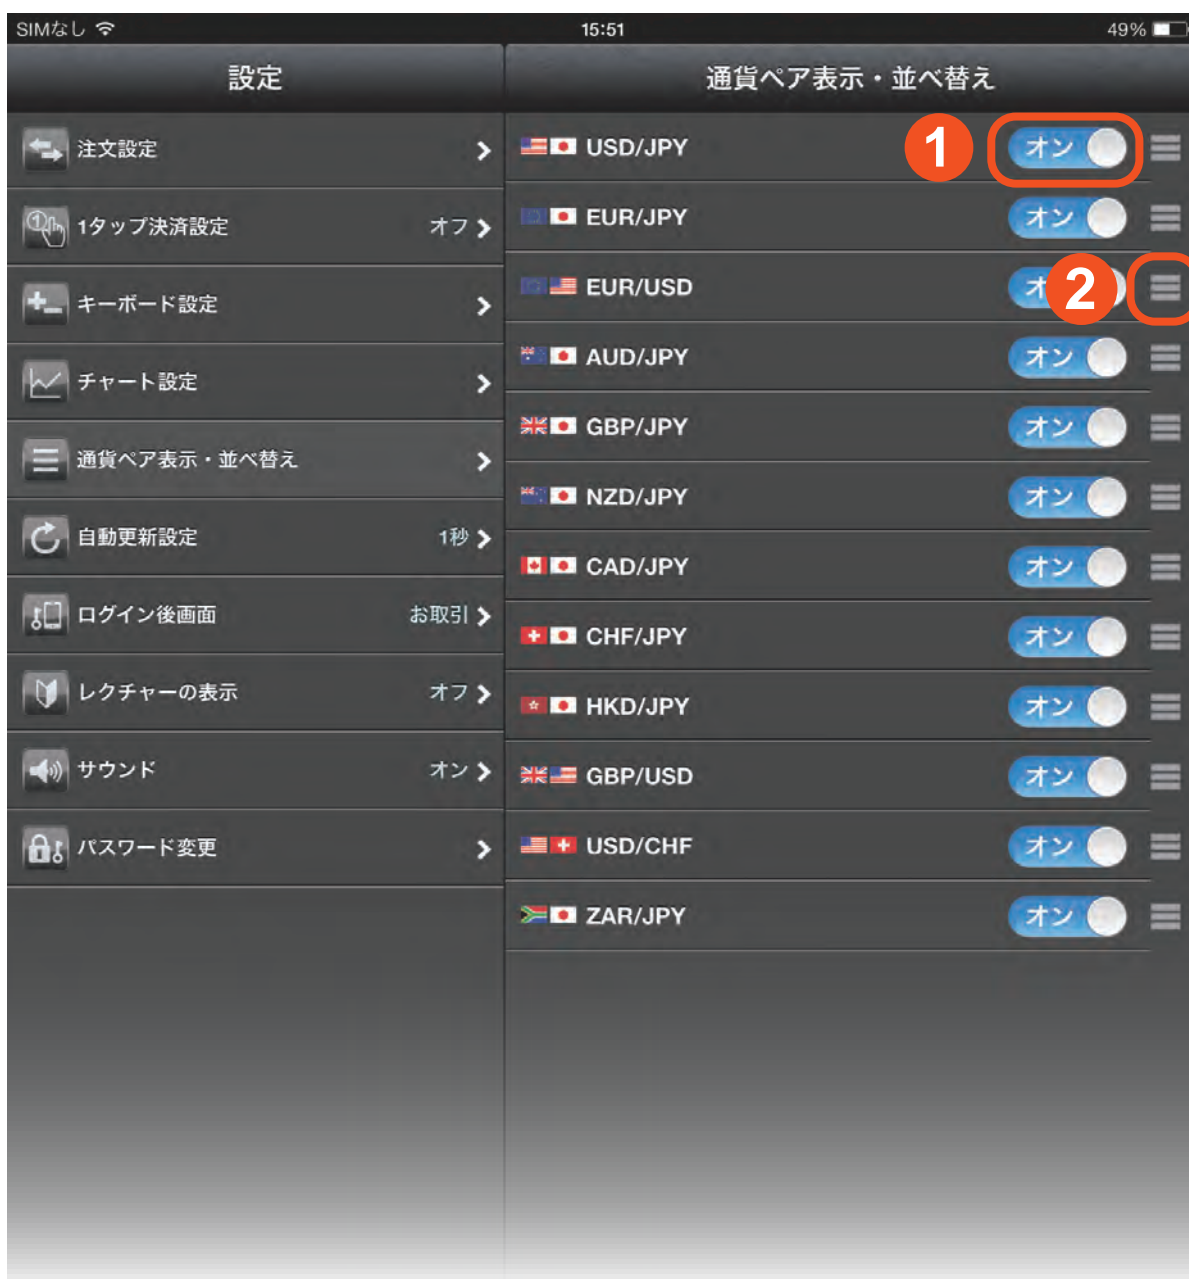 SIMなし 15:51 49%
設定
注文設定
1タップ決済設定 オフ
キーボード設定
チャート設定
通貨ペア表示・並べ替え
自動更新設定 1秒
ログイン後画面 お取引
レクチャーの表示 オフ
サウンド オン
パスワード変更
通貨ペア表示・並べ替え
USD/JPY 1 オン
EUR/JPY オン
EUR/USD オ 2
AUD/JPY オン
GBP/JPY オン
NZD/JPY オン
CAD/JPY オン
CHF/JPY オン
HKD/JPY オン
GBP/USD オン
USD/CHF オン
ZAR/JPY オン